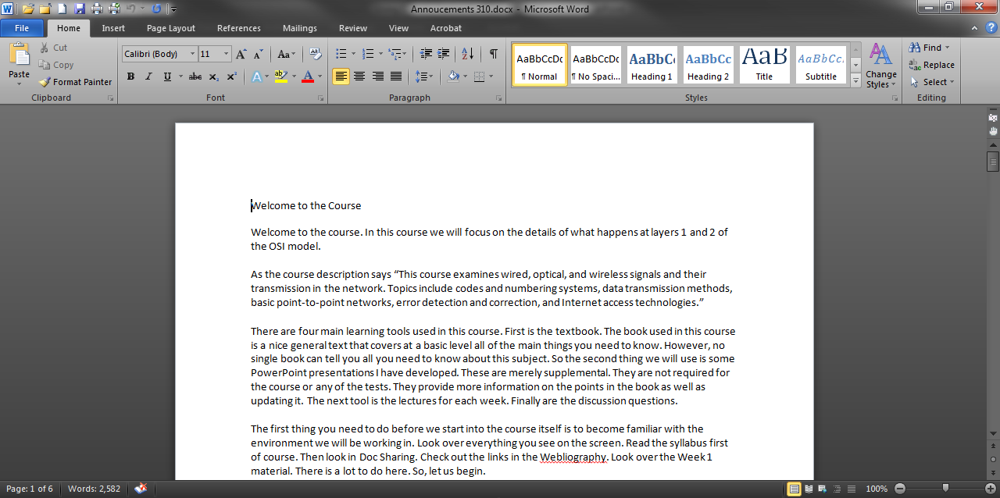 Annoucements 310.docx - Microsoft Word
File Home Insert Page Layout References Mailings Review View Acrobat
Paste
Cut
Copy
Format Painter
Clipboard
Calibri (Body) 11
Font
Paragraph
AaBbCcDc AaBbCcDc AaBbCc AaBbCc AaB AaBbCc.
¶ Normal ¶ No Spaci... Heading 1 Heading 2 Title Subtitle
Change Styles
Styles
Find
Replace
Select
Editing
Welcome to the Course
Welcome to the course. In this course we will focus on the details of what happens at layers 1 and 2 of
the OSI model.
As the course description says “This course examines wired, optical, and wireless signals and their
transmission in the network. Topics include codes and numbering systems, data transmission methods,
basic point-to-point networks, error detection and correction, and Internet access technologies.”
There are four main learning tools used in this course. First is the textbook. The book used in this course
is a nice general text that covers at a basic level all of the main things you need to know. However, no
single book can tell you all you need to know about this subject. So the second thing we will use is some
PowerPoint presentations I have developed. These are merely supplemental. They are not required for
the course or any of the tests. They provide more information on the points in the book as well as
updating it. The next tool is the lectures for each week. Finally are the discussion questions.
The first thing you need to do before we start into the course itself is to become familiar with the
environment we will be working in. Look over everything you see on the screen. Read the syllabus first
of course. Then look in Doc Sharing. Check out the links in the Webliography. Look over the Week 1
material. There is a lot to do here. So, let us begin.
Page: 1 of 6 Words: 2,582 100%